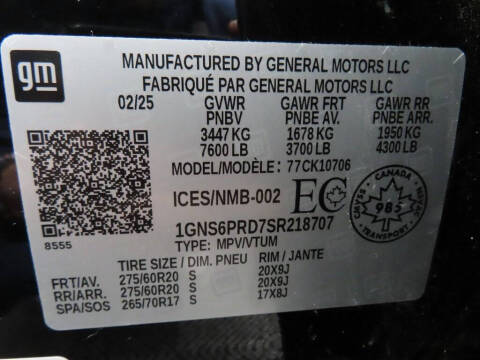 gm
MANUFACTURED BY GENERAL MOTORS LLC
FABRIQUÉ PAR GENERAL MOTORS LLC
02/25 GVWR GAWR FRT GAWR RR
PNBV PNBE AV. PNBE ARR.
3447 KG 1678 KG 1950 KG
7600 LB 3700 LB 4300 LB
MODEL/MODÈLE: 77CK10706
ICES/NMB-002 EC
CANADA
CMVSS NSVAC
985
TRANSPORT
8555
1GNS6PRD7SR218707
TYPE: MPV/VTUM
TIRE SIZE / DIM. PNEU RIM / JANTE
FRT/AV. 275/60R20 S 20X9J
RR/ARR. 275/60R20 S 20X9J
SPA/SOS 265/70R17 S 17X8J